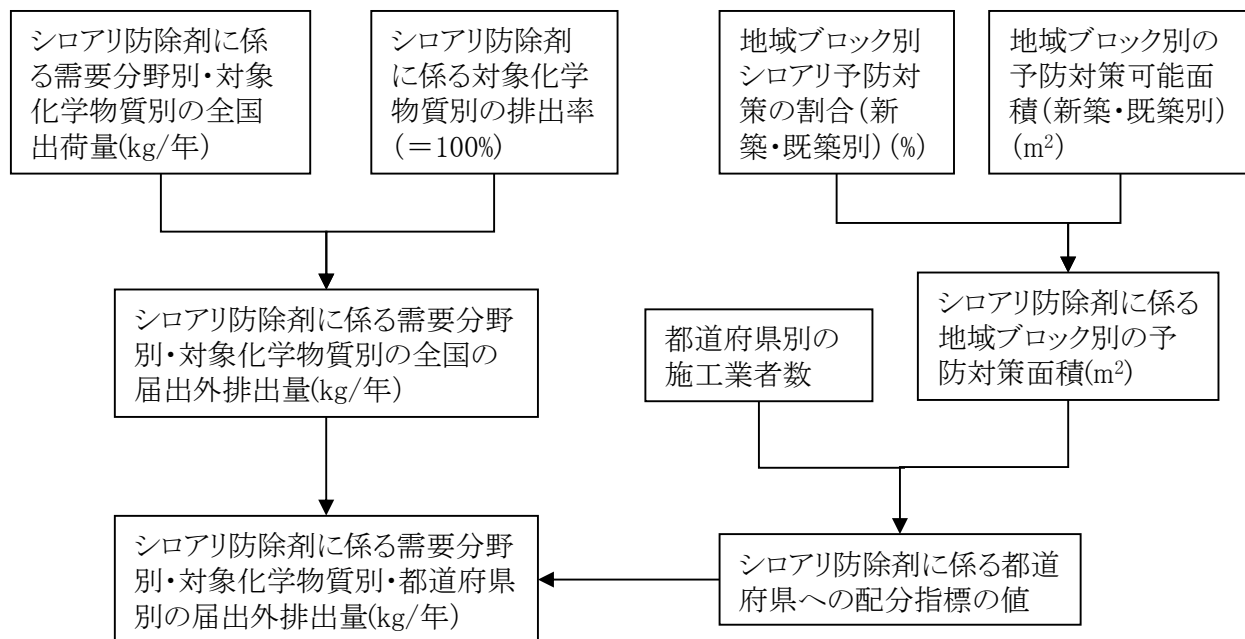 シロアリ防除剤に係
る需要分野別・対象
化学物質別の全国
出荷量(kg/年)
シロアリ防除剤
に係る対象化学
物質別の排出率
（＝100%）
地域ブロック別
シロアリ予防対
策の割合（新
築・既築別）(%)
地域ブロック別の
予防対策可能面
積（新築・既築別）
(m²)
シロアリ防除剤に係る需要分野
別・対象化学物質別の全国の
届出外排出量(kg/年)
都道府県別の
施工業者数
シロアリ防除剤に係る
地域ブロック別の予
防対策面積(m²)
シロアリ防除剤に係る需要分野
別・対象化学物質別・都道府県
別の届出外排出量(kg/年)
シロアリ防除剤に係る都道
府県への配分指標の値